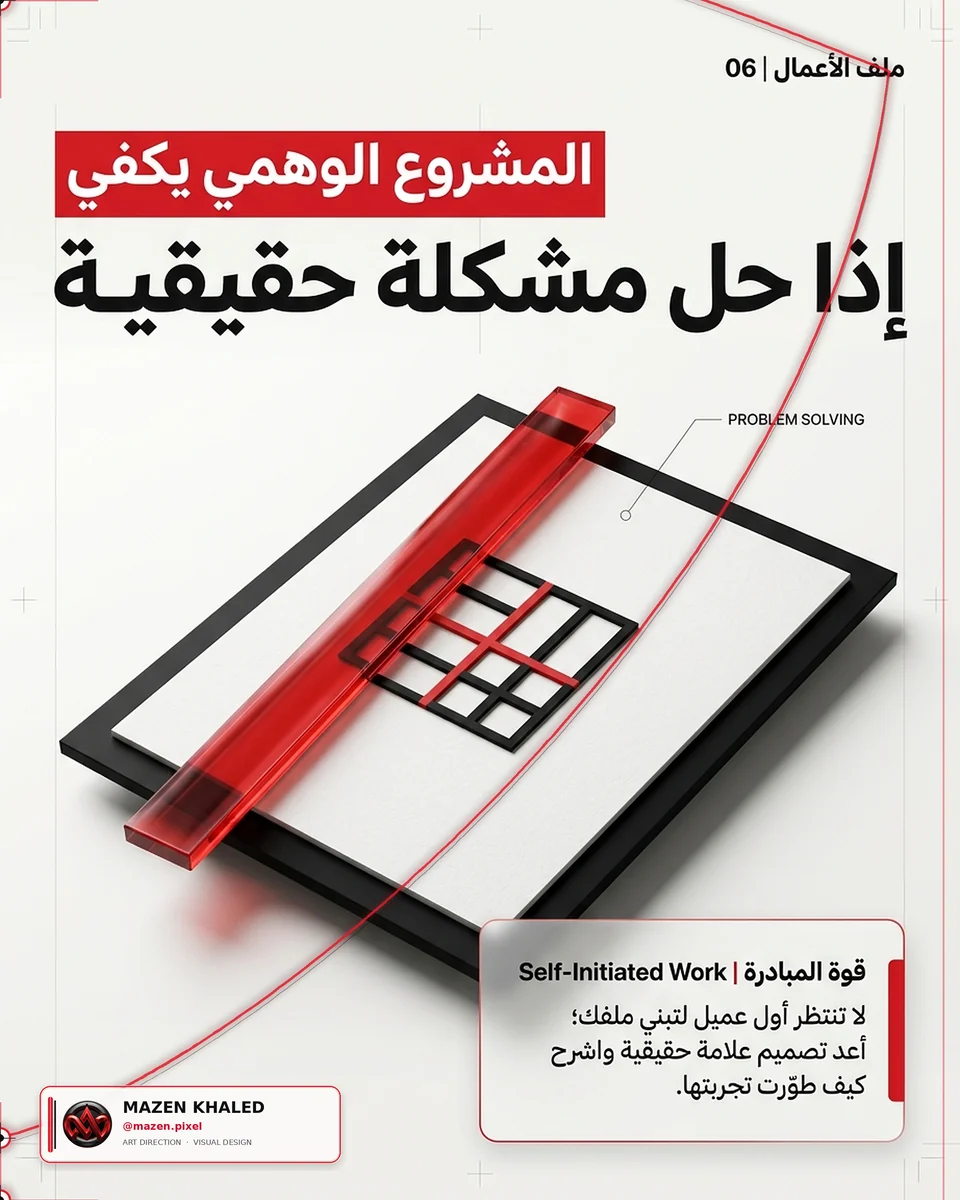 ملف الأعمال | 06
المشروع الوهمي يكفي
إذا حل مشكلة حقيقية
PROBLEM SOLVING
قوة المبادرة | Self-Initiated Work
لا تنتظر أول عميل لتبني ملفك؛
أعد تصميم علامة حقيقية واشرح
كيف طوّرت تجربتها.
MAZEN KHALED
@mazen.pixel
ART DIRECTION · VISUAL DESIGN